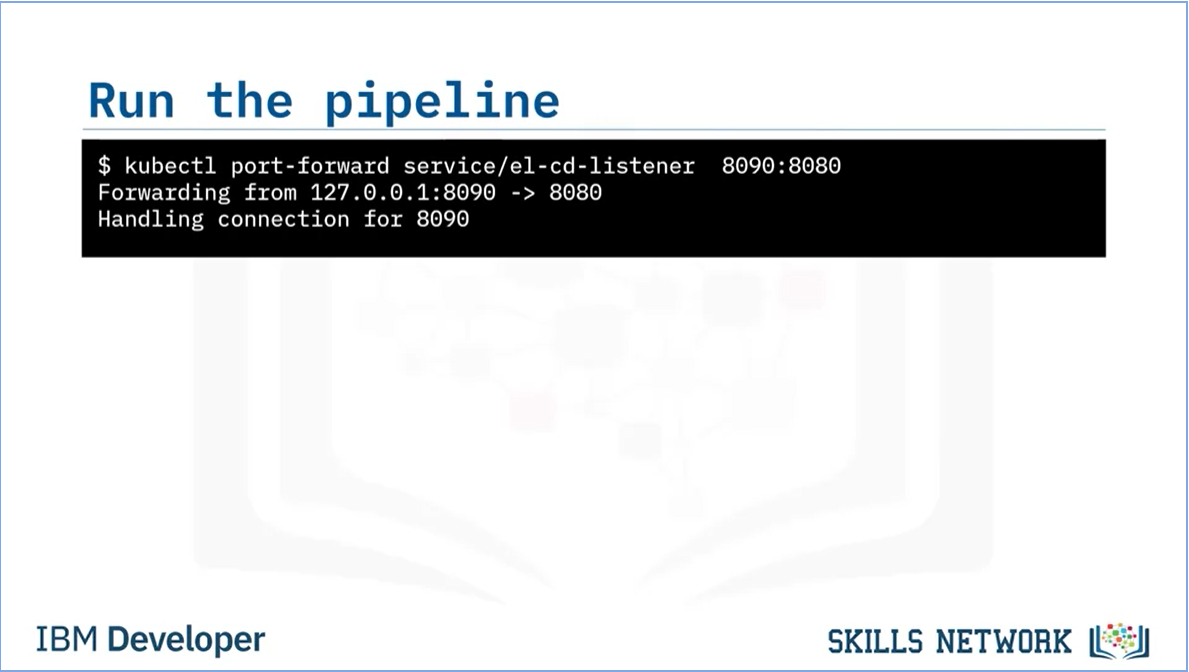 Run the pipeline
$ kubectl port-forward service/el-cd-listener  8090:8080
Forwarding from 127.0.0.1:8090 -> 8080
Handling connection for 8090
IBM Developer
SKILLS NETWORK